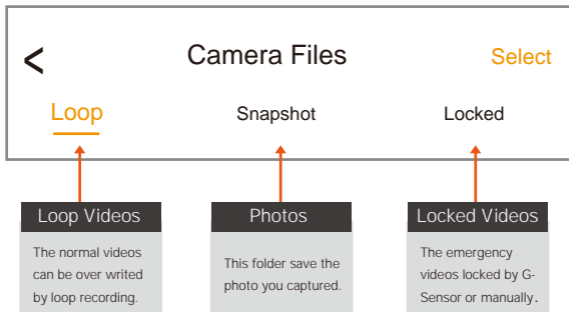 <
Camera Files
Select
Loop
Snapshot
Locked
Loop Videos
The normal videos
can be over writed
by loop recording.
Photos
This folder save the
photo you captured.
Locked Videos
The emergency
videos locked by G-
Sensor or manually.